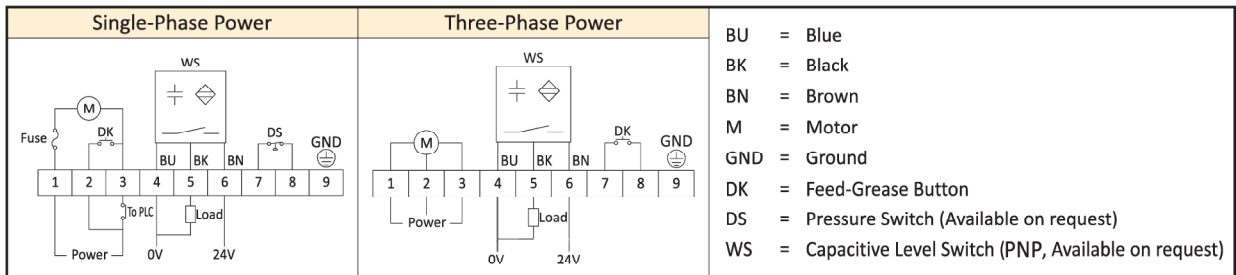 Single-Phase Power
WS
M
Fuse
DK
DS
GND
BU BK BN
1 2 3 4 5 6 7 8 9
To PLC
Load
Power
0V
24V
Three-Phase Power
WS
M
DK
GND
BU BK BN
1 2 3 4 5 6 7 8 9
Power
Load
0V
24V
BU = Blue
BK = Black
BN = Brown
M = Motor
GND = Ground
DK = Feed-Grease Button
DS = Pressure Switch (Available on request)
WS = Capacitive Level Switch (PNP, Available on request)